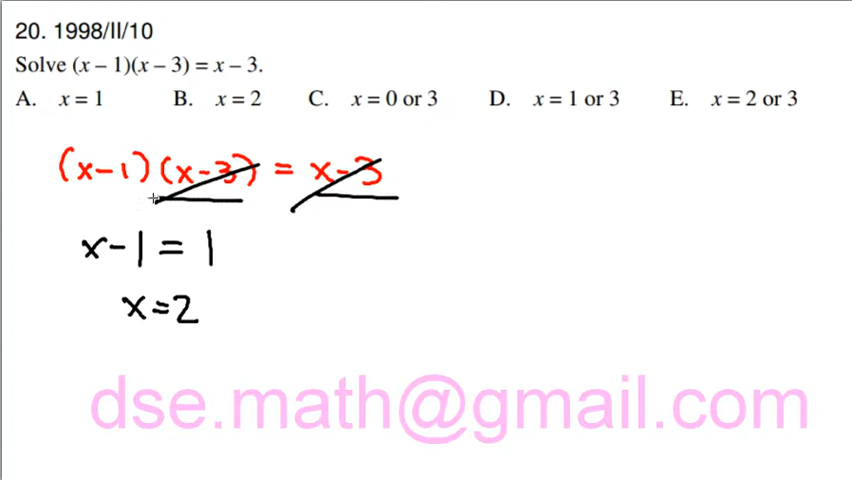 20. 1998/II/10
Solve (x – 1)(x – 3) = x – 3.
A. x = 1 B. x = 2 C. x = 0 or 3 D. x = 1 or 3 E. x = 2 or 3
(x-1)(x-3) = x-3
x-1 = 1
x=2
dse.math@gmail.com